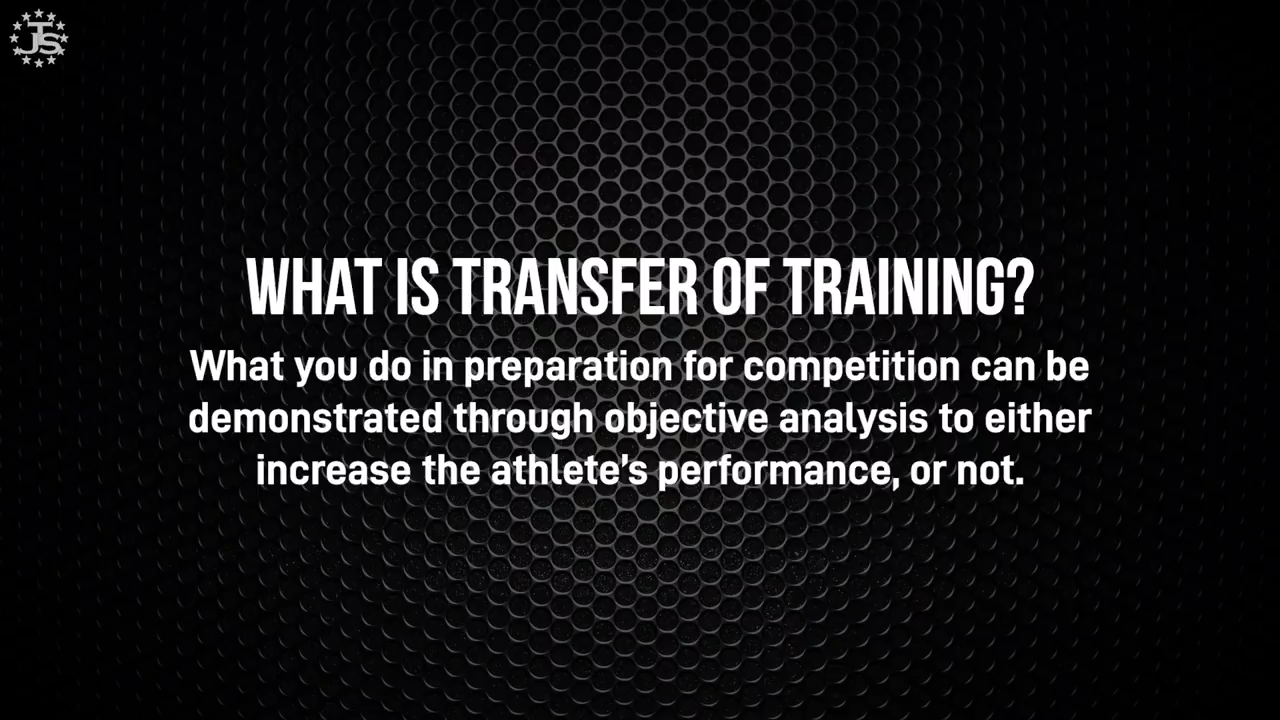 JTS
WHAT IS TRANSFER OF TRAINING?
What you do in preparation for competition can be
demonstrated through objective analysis to either
increase the athlete’s performance, or not.